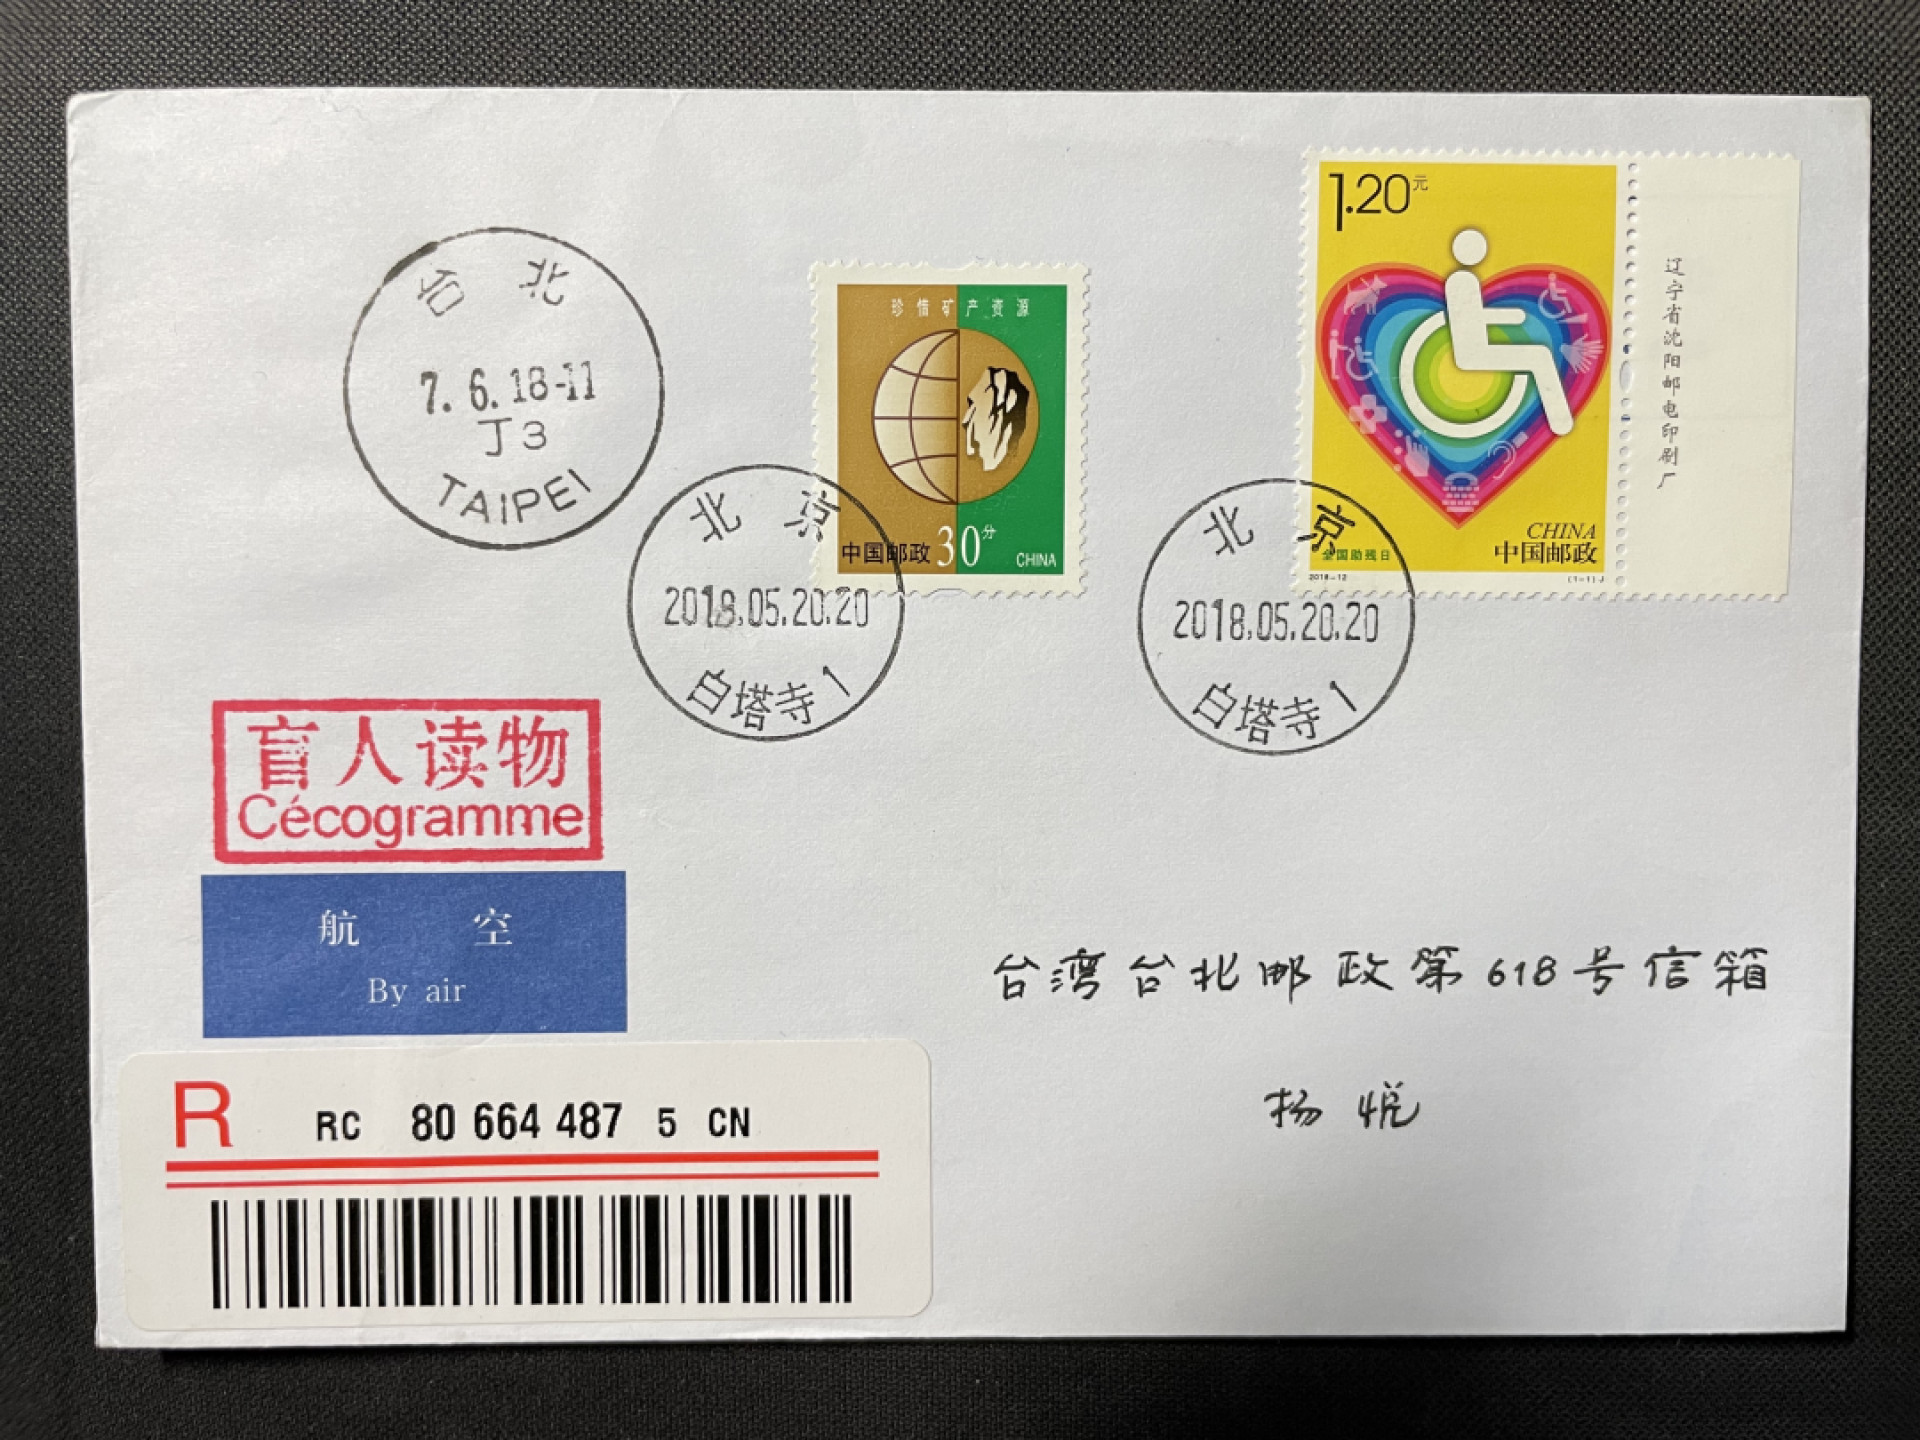 台北
7.6.18-11
丁3
TAIPEI
珍惜矿产资源
中国邮政 30分 CHINA
北京
2018.05.20.20
白塔寺1
1.20元
CHINA
中国邮政
全国助残日
2018-12
(1-1)J
辽宁省沈阳邮电印刷厂
北京
2018.05.20.20
白塔寺1
盲人读物
Cécogramme
航空
By air
台湾台北邮政第618号信箱
杨悦
R RC 80 664 487 5 CN